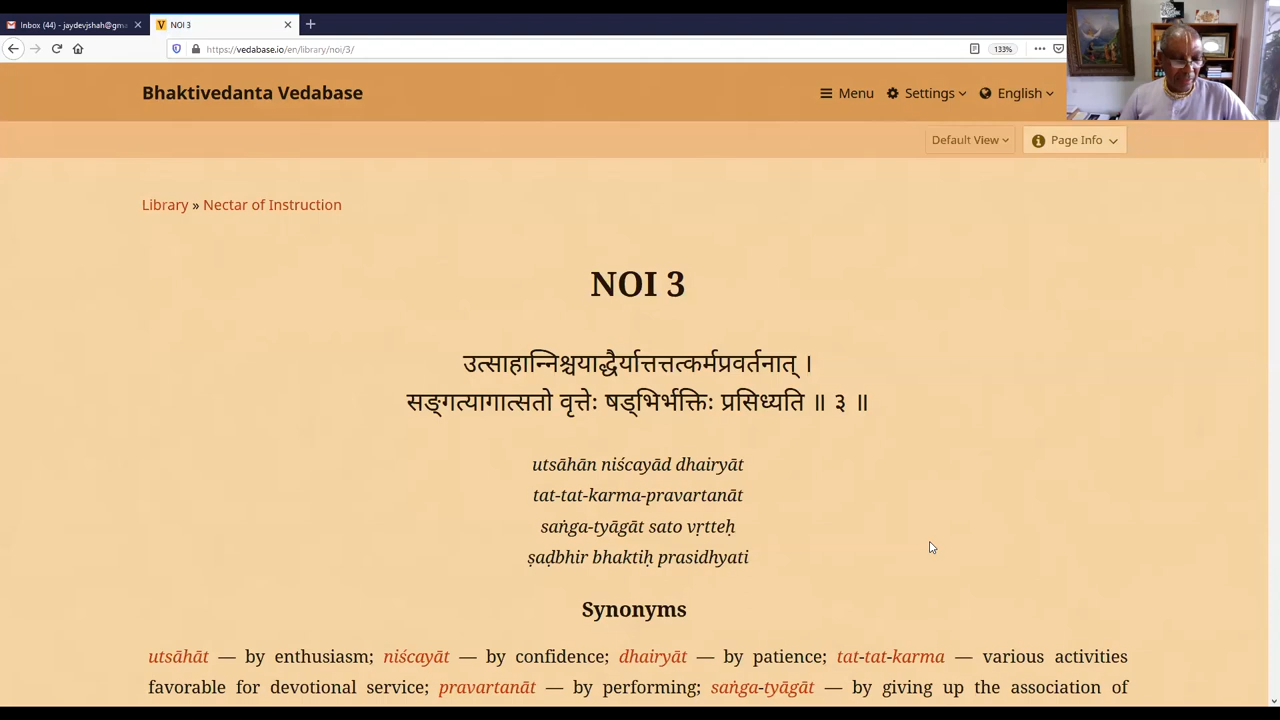 Inbox (44) - jaydevjshah@gm
NOI 3
https://vedabase.io/en/library/noi/3/
133%
Bhaktivedanta Vedabase
Menu
Settings
English
Default View
Page Info
Library » Nectar of Instruction
NOI 3
उत्साहान्निश्चयाद्धैर्यात्तत्तत्कर्मप्रवर्तनात् ।
सङ्गत्यागात्सतो वृत्तेः षड्‍‍भिर्भक्तिः प्रसिध्यति ॥ ३ ॥
utsāhān niścayād dhairyāt
tat-tat-karma-pravartanāt
saṅga-tyāgāt sato vṛtteḥ
ṣaḍbhir bhaktiḥ prasidhyati
Synonyms
utsāhāt — by enthusiasm; niścayāt — by confidence; dhairyāt — by patience; tat-tat-karma — various activities
favorable for devotional service; pravartanāt — by performing; saṅga-tyāgāt — by giving up the association of